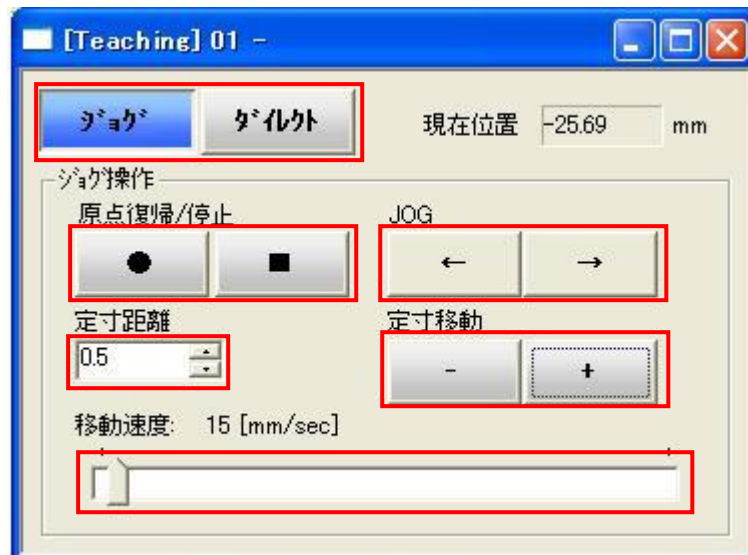 [Teaching] 01 -
ｼﾞｮｸﾞ ﾀﾞｲﾚｸﾄ 現在位置 -25.69 mm
ｼﾞｮｸﾞ操作
原点復帰/停止 JOG
● ■ ← →
定寸距離 定寸移動
0.5 - +
移動速度: 15 [mm/sec]